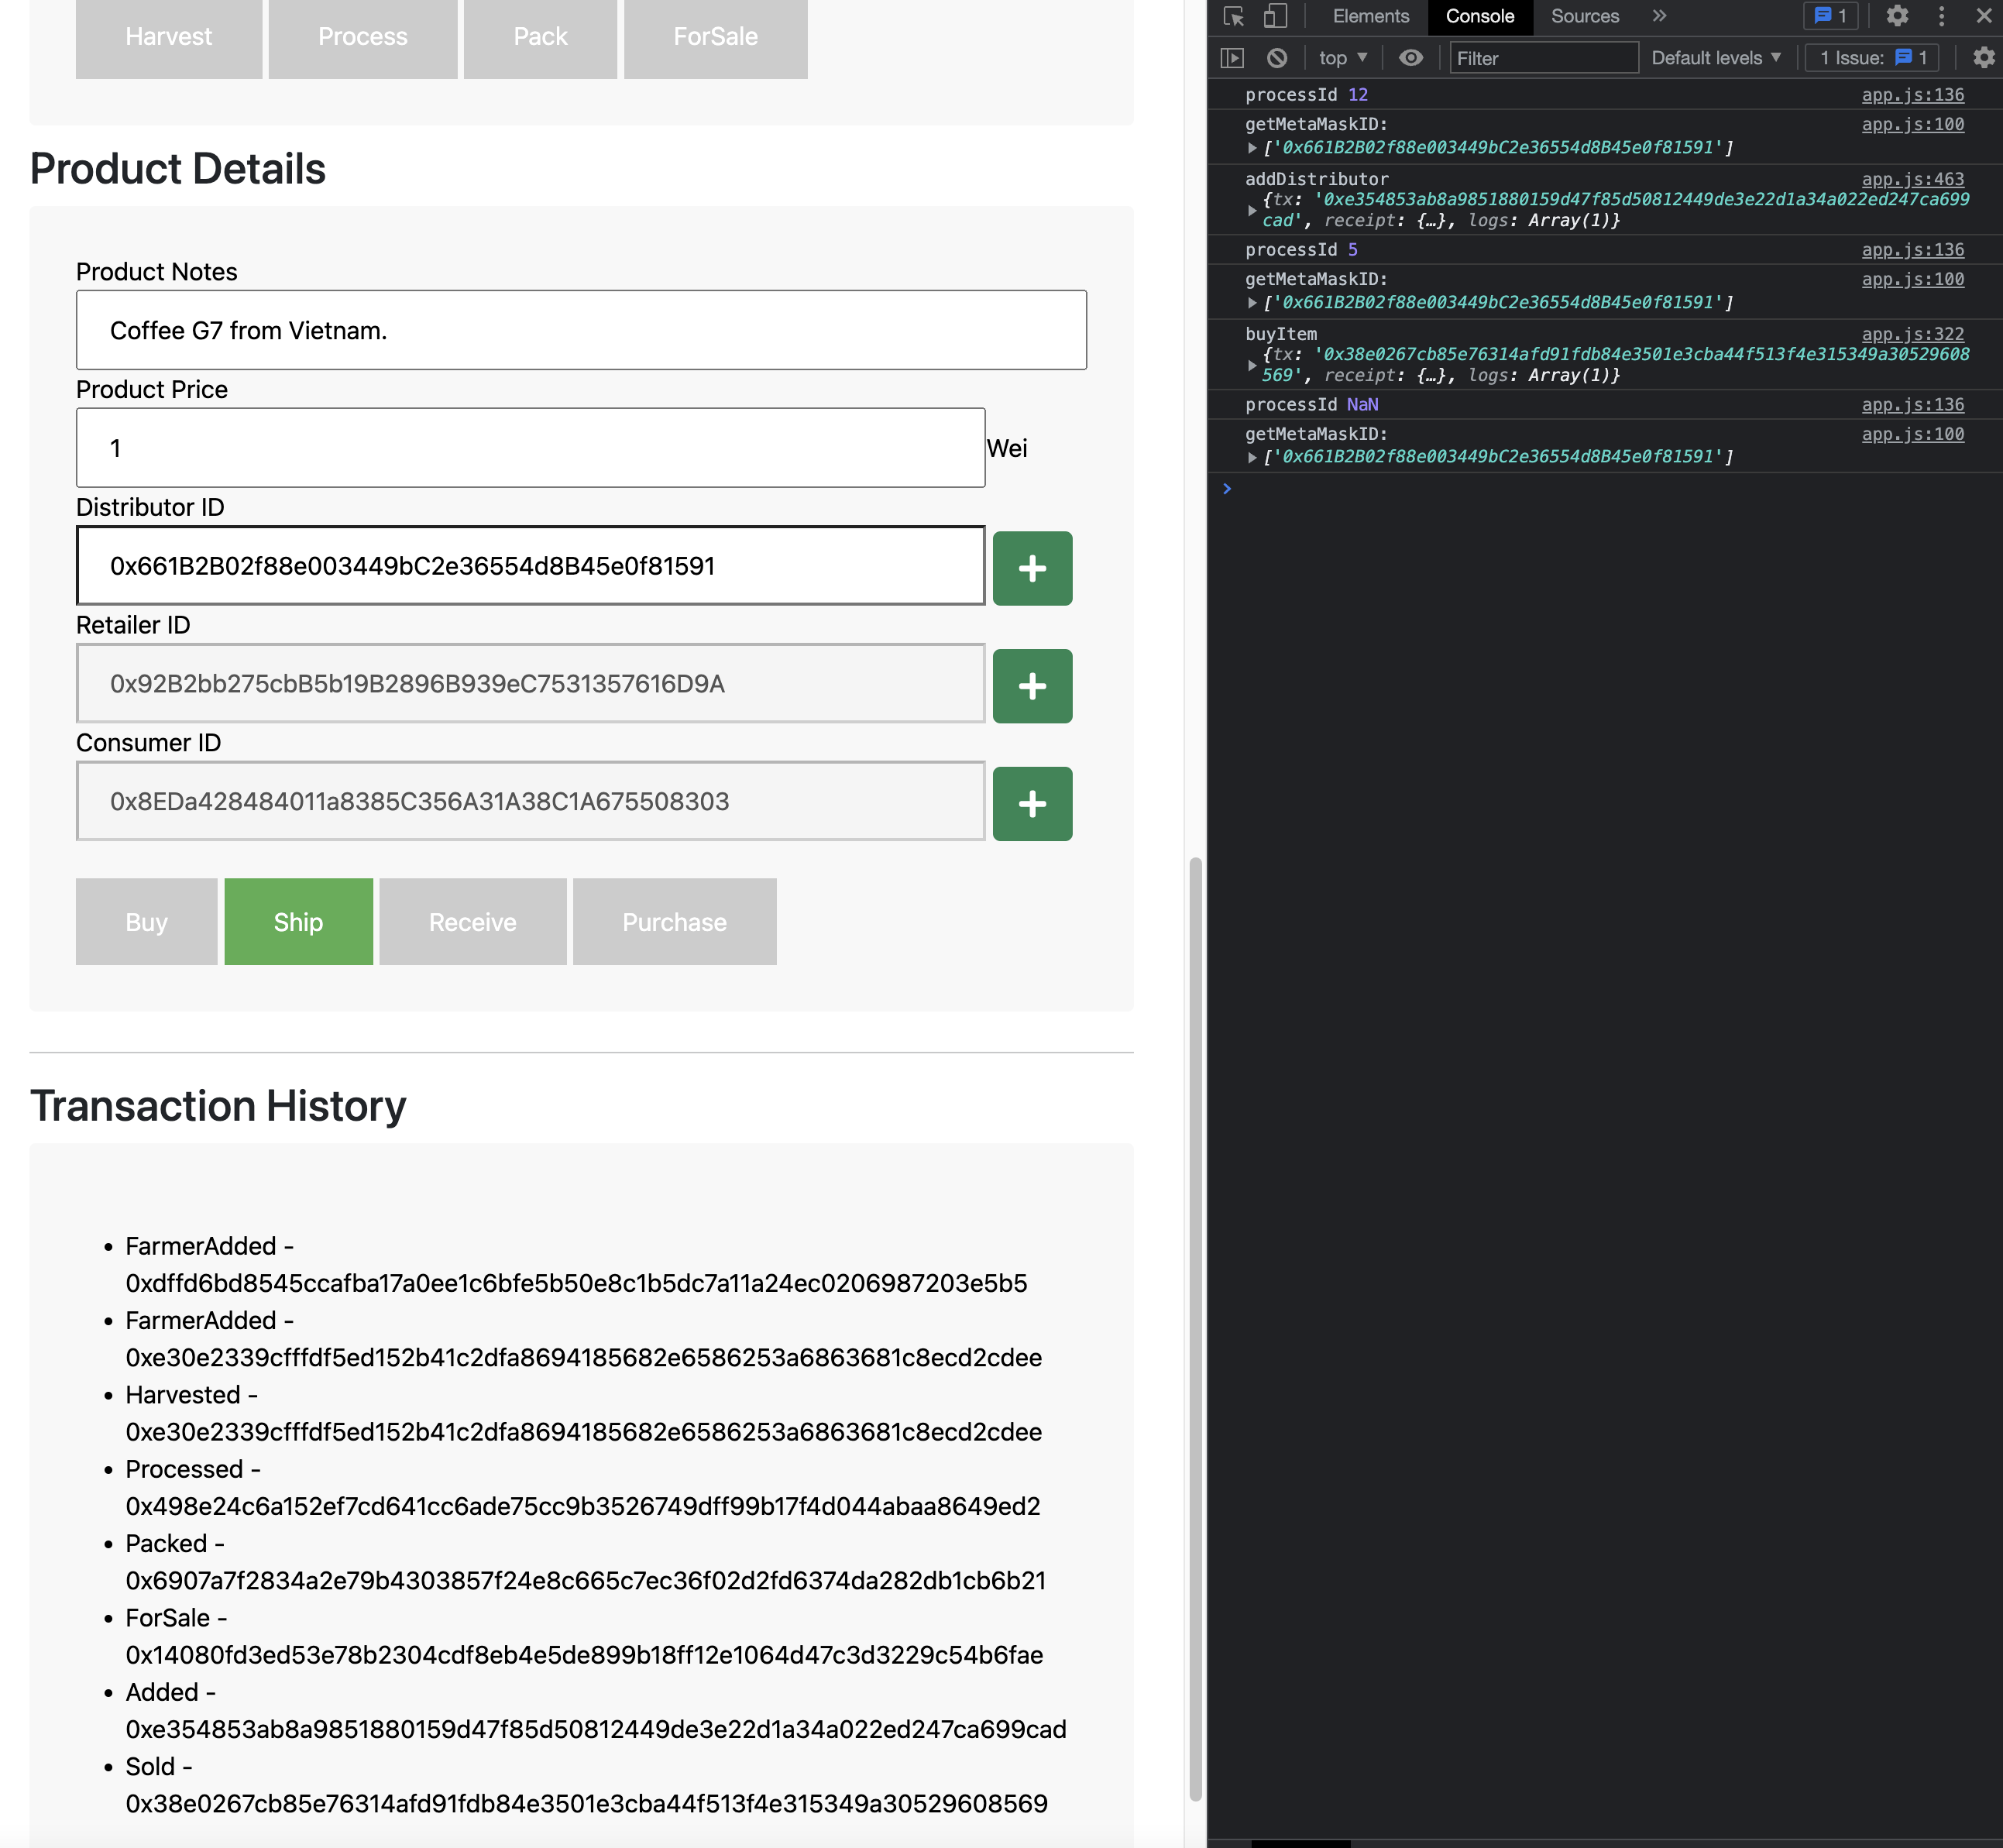 Harvest Process Pack ForSale
Product Details
Product Notes
Coffee G7 from Vietnam.
Product Price
1 Wei
Distributor ID
0x661B2B02f88e003449bC2e36554d8B45e0f81591
Retailer ID
0x92B2bb275cbB5b19B2896B939eC7531357616D9A
Consumer ID
0x8EDa428484011a8385C356A31A38C1A675508303
Buy Ship Receive Purchase
Transaction History
• FarmerAdded -
0xdffd6bd8545ccafba17a0ee1c6bfe5b50e8c1b5dc7a11a24ec0206987203e5b5
• FarmerAdded -
0xe30e2339cfffdf5ed152b41c2dfa8694185682e6586253a6863681c8ecd2cdee
• Harvested -
0xe30e2339cfffdf5ed152b41c2dfa8694185682e6586253a6863681c8ecd2cdee
• Processed -
0x498e24c6a152ef7cd641cc6ade75cc9b3526749dff99b17f4d044abaa8649ed2
• Packed -
0x6907a7f2834a2e79b4303857f24e8c665c7ec36f02d2fd6374da282db1cb6b21
• ForSale -
0x14080fd3ed53e78b2304cdf8eb4e5de899b18ff12e1064d47c3d3229c54b6fae
• Added -
0xe354853ab8a9851880159d47f85d50812449de3e22d1a34a022ed247ca699cad
• Sold -
0x38e0267cb85e76314afd91fdb84e3501e3cba44f513f4e315349a30529608569
Elements Console Sources » 1
top Filter Default levels 1 Issue: 1
processId 12 app.js:136
getMetaMaskID: app.js:100
['0x661B2B02f88e003449bC2e36554d8B45e0f81591']
addDistributor app.js:463
{tx: '0xe354853ab8a9851880159d47f85d50812449de3e22d1a34a022ed247ca699
cad', receipt: {…}, logs: Array(1)}
processId 5 app.js:136
getMetaMaskID: app.js:100
['0x661B2B02f88e003449bC2e36554d8B45e0f81591']
buyItem app.js:322
{tx: '0x38e0267cb85e76314afd91fdb84e3501e3cba44f513f4e315349a30529608
569', receipt: {…}, logs: Array(1)}
processId NaN app.js:136
getMetaMaskID: app.js:100
['0x661B2B02f88e003449bC2e36554d8B45e0f81591']